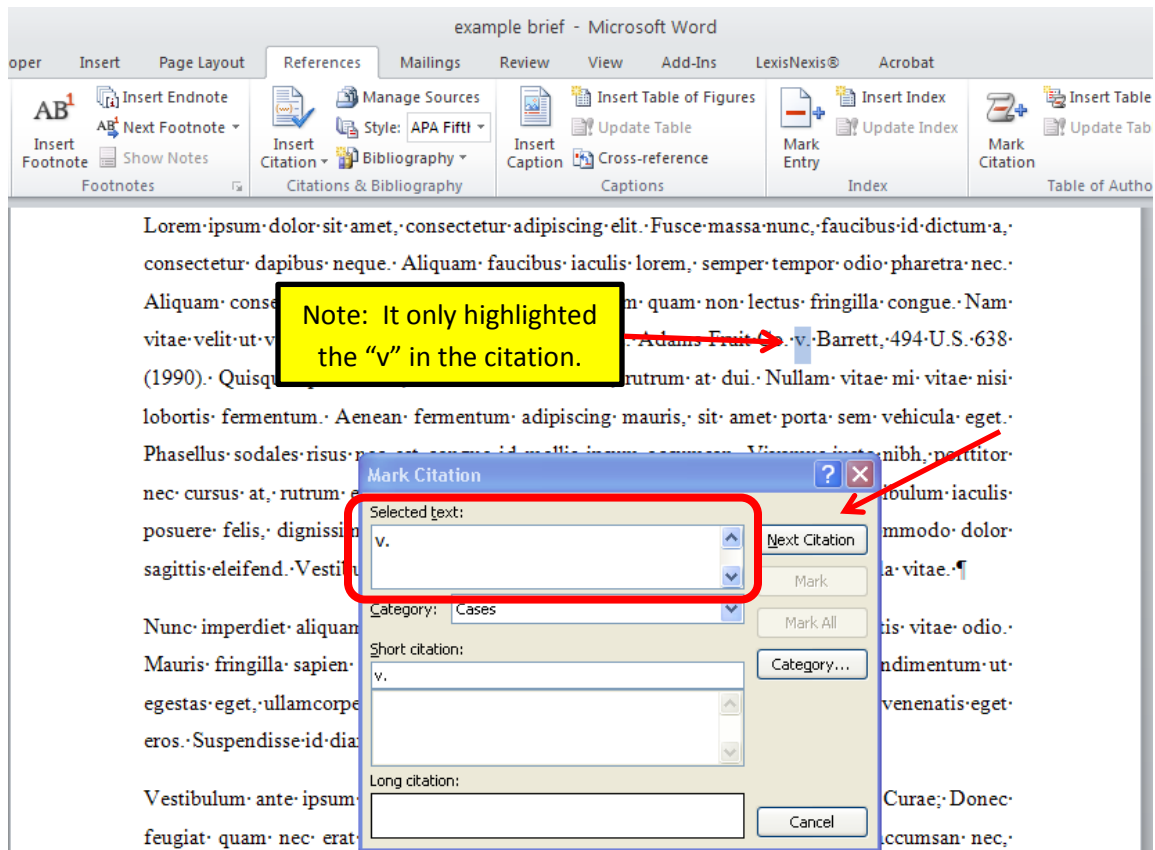 example brief - Microsoft Word
oper Insert Page Layout References Mailings Review View Add-Ins LexisNexis® Acrobat
AB1 Insert Footnote
Insert Endnote
AB1 Next Footnote
Show Notes
Footnotes
Insert Citation
Manage Sources
Style: APA Fifth
Bibliography
Citations & Bibliography
Insert Caption
Insert Table of Figures
Update Table
Cross-reference
Captions
Mark Entry
Insert Index
Update Index
Index
Mark Citation
Insert Table
Update Tab
Table of Autho
Lorem·ipsum·dolor·sit·amet,·consectetur·adipiscing·elit.·Fusce·massa·nunc,·faucibus·id·dictum·a,·
consectetur·dapibus·neque.·Aliquam·faucibus·iaculis·lorem,·semper·tempor·odio·pharetra·nec.·
Aliquam·conse m·quam·non·lectus·fringilla·congue.·Nam·
vitae·velit·ut·v ·Adams·Fruit·Co.·v.·Barrett,·494·U.S.·638·
(1990).·Quisq rutrum·at·dui.·Nullam·vitae·mi·vitae·nisi·
Note: It only highlighted
the “v” in the citation.
lobortis·fermentum.·Aenean·fermentum·adipiscing·mauris,·sit·amet·porta·sem·vehicula·eget.·
Phasellus·sodales·risus·n nibh,·porttitor·
nec·cursus·at,·rutrum·e ibulum·iaculis·
posuere·felis,·dignissim mmodo·dolor·
sagittis·eleifend.·Vestibu la·vitae.·¶
Nunc·imperdiet·aliquam tis·vitae·odio.·
Mauris·fringilla·sapien· ndimentum·ut·
egestas·eget,·ullamcorpe venenatis·eget·
eros.·Suspendisse·id·dia
Vestibulum·ante·ipsum· Curae;·Donec·
feugiat·quam·nec·erat· ccumsan·nec,·
Mark Citation
Selected text:
v.
Next Citation
Mark
Category: Cases
Mark All
Short citation:
v.
Category...
Long citation:
Cancel